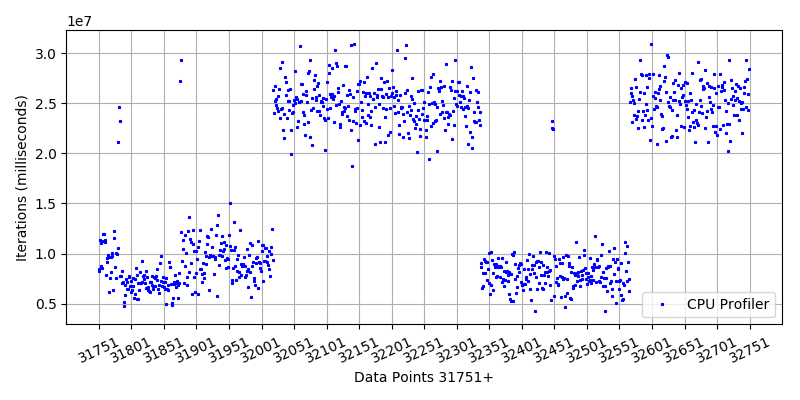 1e7
3.0
2.5
2.0
1.5
1.0
0.5
Iterations (milliseconds)
CPU Profiler
31751 31801 31851 31901 31951 32001 32051 32101 32151 32201 32251 32301 32351 32401 32451 32501 32551 32601 32651 32701 32751
Data Points 31751+